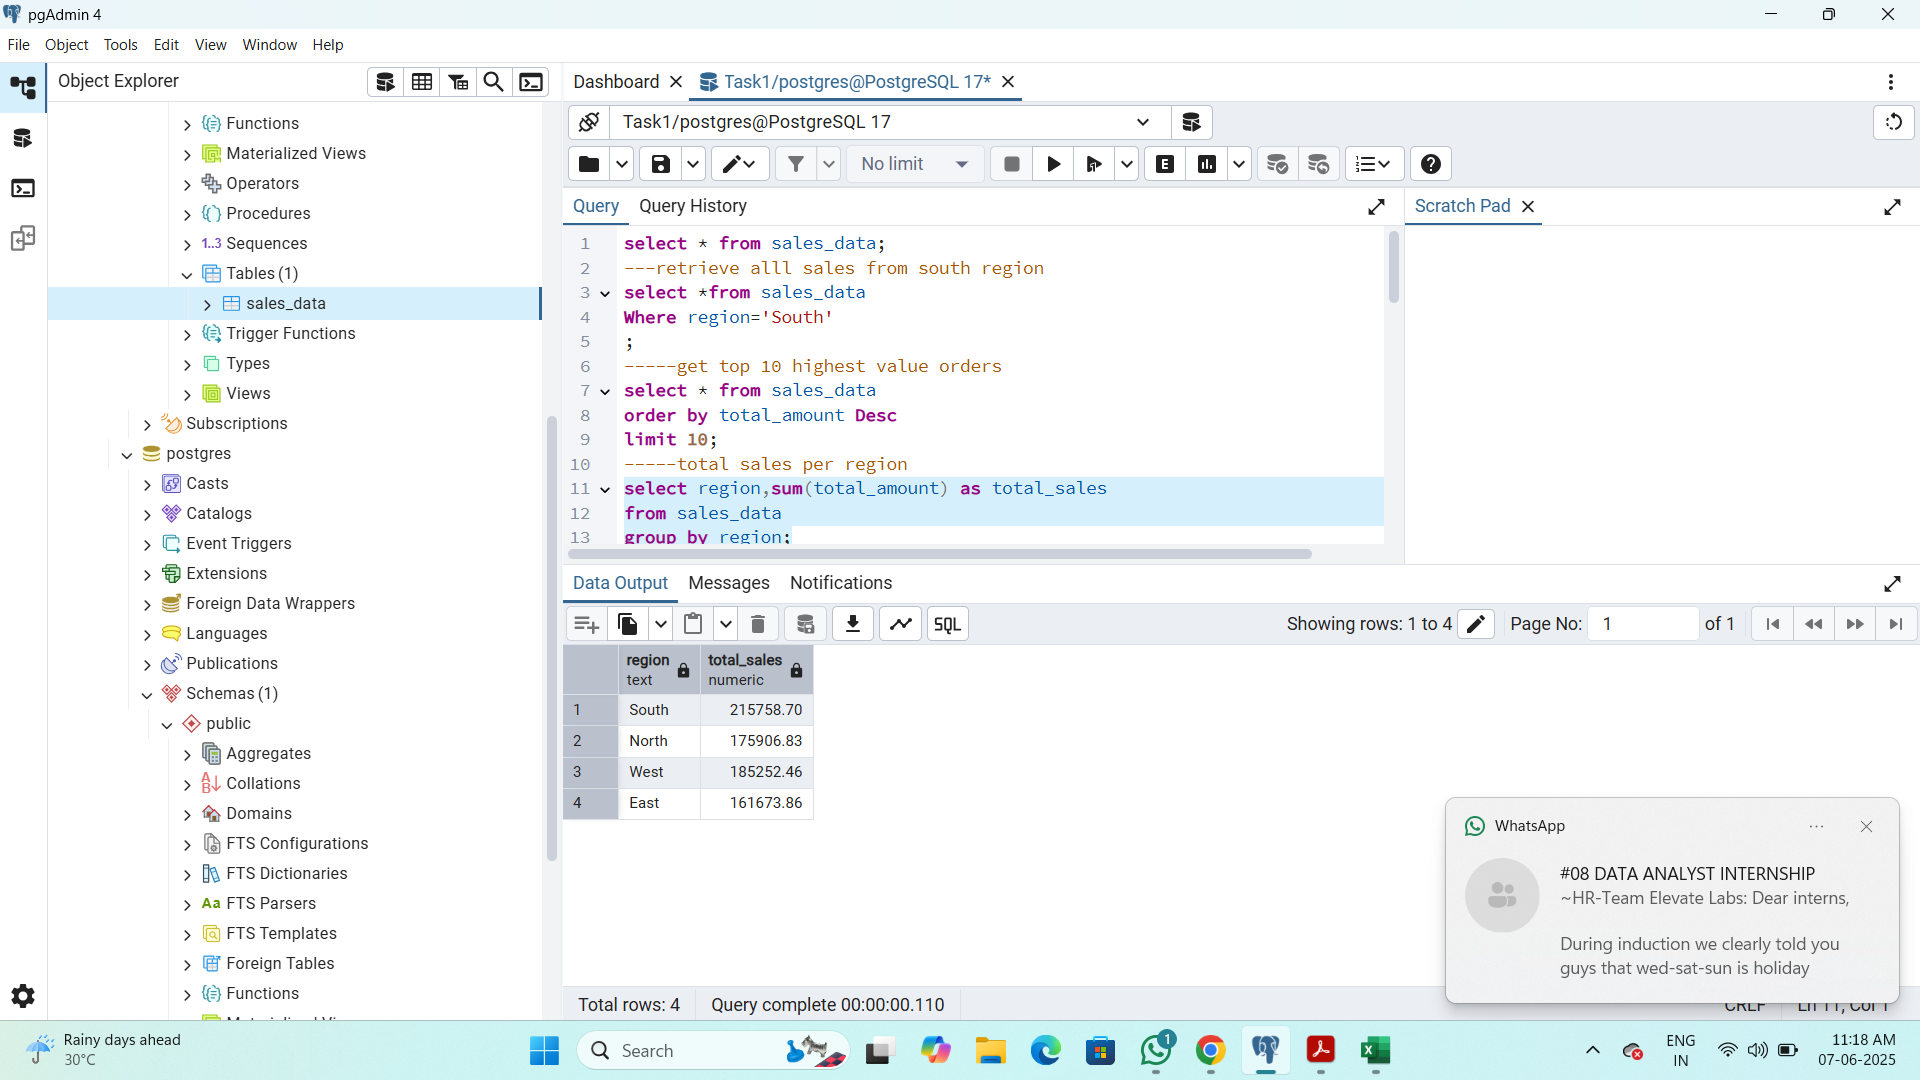 pgAdmin 4
File Object Tools Edit View Window Help
Object Explorer
Functions
Materialized Views
Operators
Procedures
1..3 Sequences
Tables (1)
sales_data
Trigger Functions
Types
Views
Subscriptions
postgres
Casts
Catalogs
Event Triggers
Extensions
Foreign Data Wrappers
Languages
Publications
Schemas (1)
public
Aggregates
Collations
Domains
FTS Configurations
FTS Dictionaries
Aa FTS Parsers
FTS Templates
Foreign Tables
Functions
Dashboard Task1/postgres@PostgreSQL 17*
Task1/postgres@PostgreSQL 17
No limit E
Query Query History
Scratch Pad
1 select * from sales_data;
2 ---retrieve alll sales from south region
3 select *from sales_data
4 Where region='South'
5 ;
6 -----get top 10 highest value orders
7 select * from sales_data
8 order by total_amount Desc
9 limit 10;
10 -----total sales per region
11 select region,sum(total_amount) as total_sales
12 from sales_data
13 group by region;
Data Output Messages Notifications
SQL Showing rows: 1 to 4 Page No: 1 of 1
region text total_sales numeric
1 South 215758.70
2 North 175906.83
3 West 185252.46
4 East 161673.86
Total rows: 4 Query complete 00:00:00.110
CRLF Ln 11, Col 1
WhatsApp
#08 DATA ANALYST INTERNSHIP
~HR-Team Elevate Labs: Dear interns,
During induction we clearly told you
guys that wed-sat-sun is holiday
Rainy days ahead
30°C
Search
1
ENG
IN
11:18 AM
07-06-2025